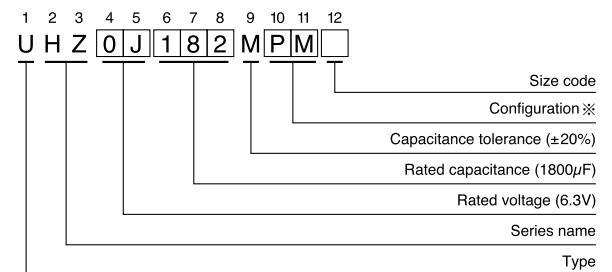 1 2 3 4 5 6 7 8 9 10 11 12
U H Z 0 J 1 8 2 M P M
Size code
Configuration ※
Capacitance tolerance (±20%)
Rated capacitance (1800µF)
Rated voltage (6.3V)
Series name
Type